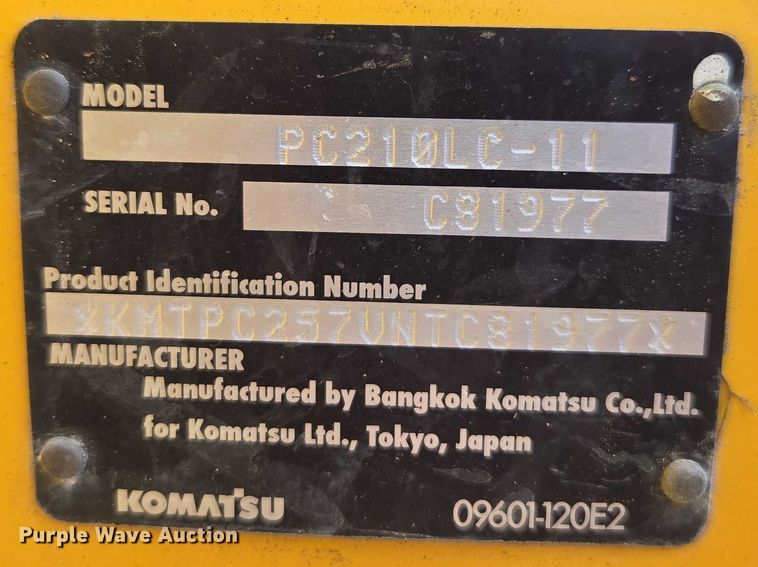 MODEL
PC210LC-11
SERIAL No.
C81977
Product Identification Number
*KMTPC257VNTC81977*
MANUFACTURER
Manufactured by Bangkok Komatsu Co.,Ltd.
for Komatsu Ltd., Tokyo, Japan
KOMATSU
09601-120E2
Purple Wave Auction